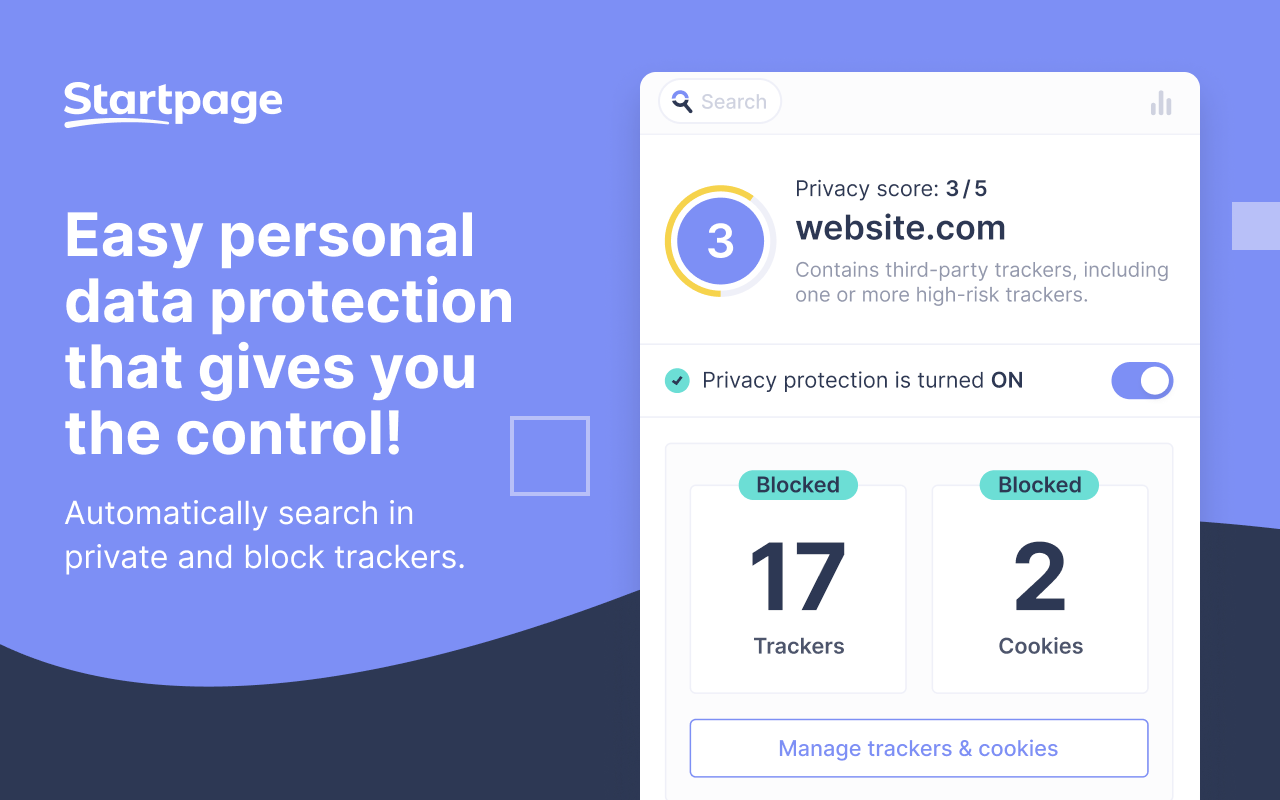 Startpage
Easy personal
data protection
that gives you
the control!
Automatically search in
private and block trackers.
Search
3
Privacy score: 3/5
website.com
Contains third-party trackers, including
one or more high-risk trackers.
Privacy protection is turned ON
Blocked
17
Trackers
Blocked
2
Cookies
Manage trackers & cookies